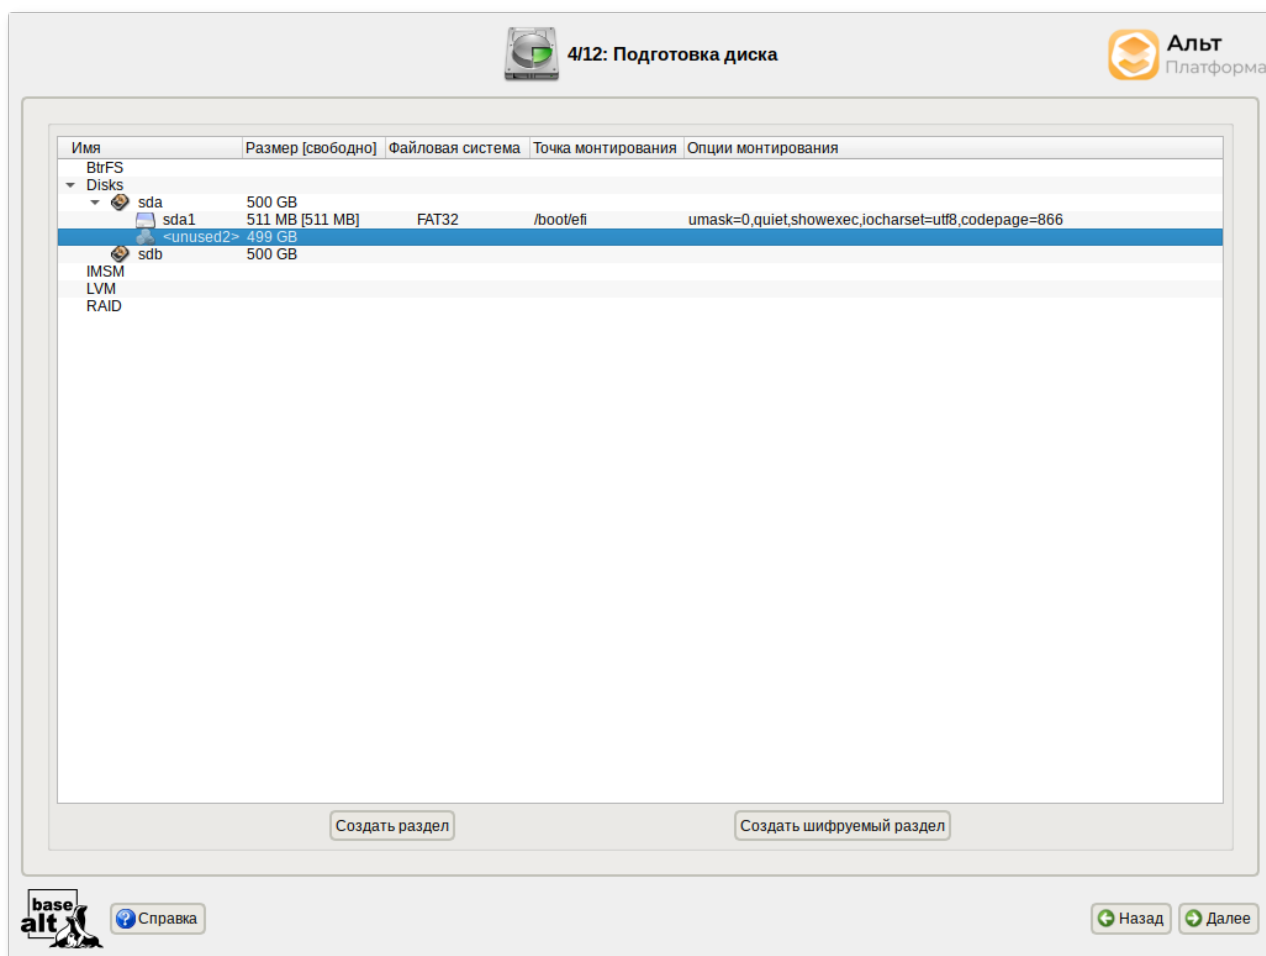 4/12: Подготовка диска
Альт
Платформа
Имя Размер [свободно] Файловая система Точка монтирования Опции монтирования
BtrFS
Disks
sda 500 GB
sda1 511 MB [511 MB] FAT32 /boot/efi umask=0,quiet,showexec,iocharset=utf8,codepage=866
<unused2> 499 GB
sdb 500 GB
IMSM
LVM
RAID
Создать раздел Создать шифруемый раздел
base
alt
Справка Назад Далее